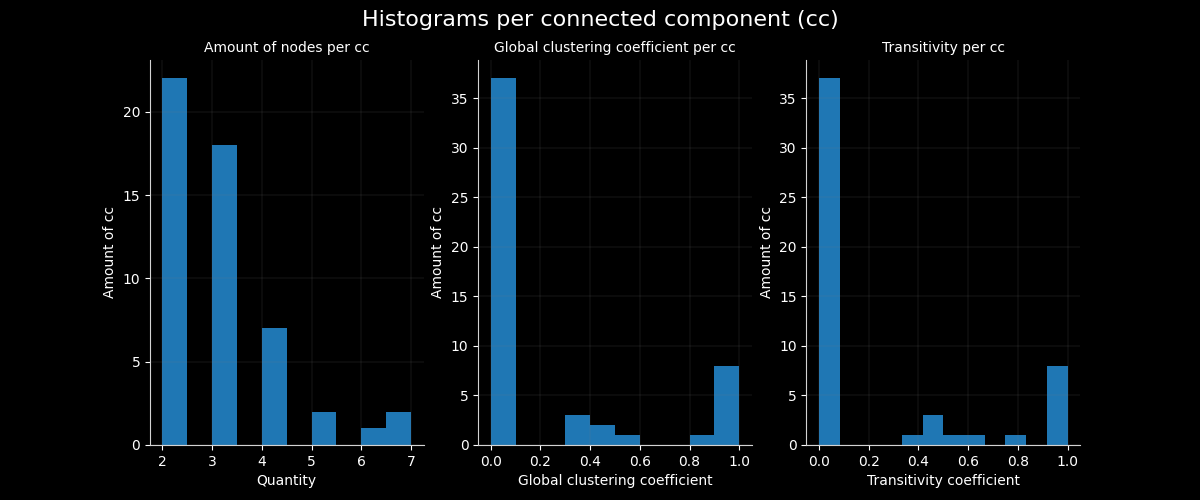 Histograms per connected component (cc)
Amount of nodes per cc
Amount of cc
20
15
10
5
0
2 3 4 5 6 7
Quantity
Global clustering coefficient per cc
Amount of cc
35
30
25
20
15
10
5
0
0.0 0.2 0.4 0.6 0.8 1.0
Global clustering coefficient
Transitivity per cc
Amount of cc
35
30
25
20
15
10
5
0
0.0 0.2 0.4 0.6 0.8 1.0
Transitivity coefficient